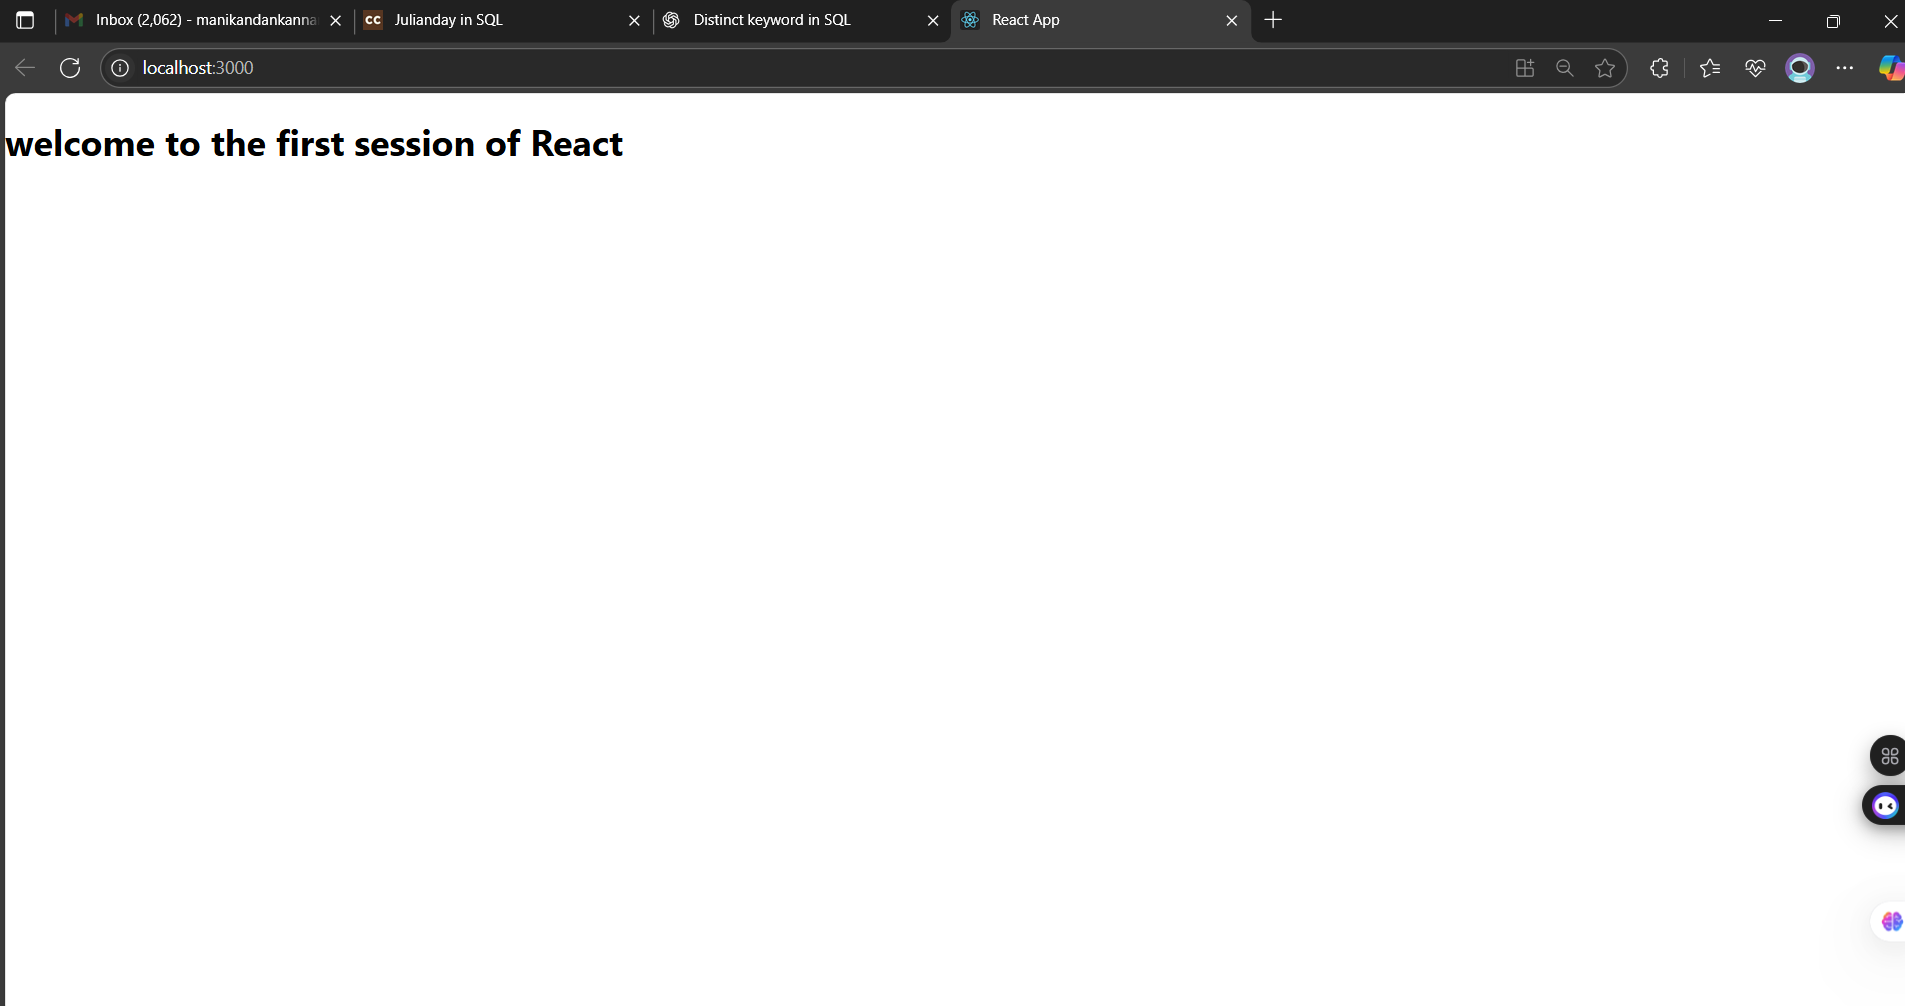 Inbox (2,062) - manikandankanna
CC Julianday in SQL
Distinct keyword in SQL
React App
localhost:3000
welcome to the first session of React